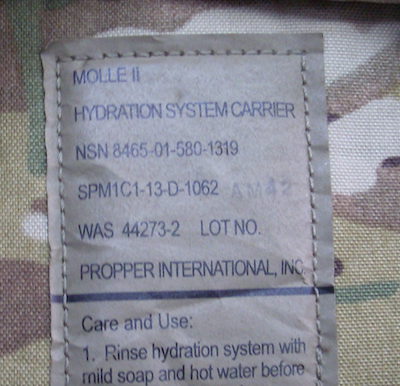 MOLLE II
HYDRATION SYSTEM CARRIER
NSN 8465-01-580-1319
SPM1C1-13-D-1062 AM42
WAS 44273-2 LOT NO.
PROPPER INTERNATIONAL, INC
Care and Use:
1. Rinse hydration system with
mild soap and hot water before